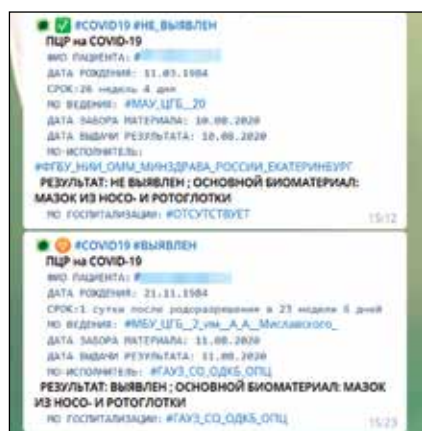 #COVID19 #НЕ_ВЫЯВЛЕН
ПЦР на COVID-19
ФИО ПАЦИЕНТА: #
ДАТА РОЖДЕНИЯ: 11.03.1984
СРОК:26 недель 4 дня
МО ВЕДЕНИЯ: #МАУ_ЦГБ_20
ДАТА ЗАБОРА МАТЕРИАЛА: 10.08.2020
ДАТА ВЫДАЧИ РЕЗУЛЬТАТА: 10.08.2020
МО-ИСПОЛНИТЕЛЬ:
#ФГБУ_НИИ_ОММ_МИНЗДРАВА_РОССИИ_ЕКАТЕРИНБУРГ
РЕЗУЛЬТАТ: НЕ ВЫЯВЛЕН ; ОСНОВНОЙ БИОМАТЕРИАЛ:
МАЗОК ИЗ НОСО- И РОТОГЛОТКИ
МО ГОСПИТАЛИЗАЦИИ: #ОТСУТСТВУЕТ
15:12
#COVID19 #ВЫЯВЛЕН
ПЦР на COVID-19
ФИО ПАЦИЕНТА: #
ДАТА РОЖДЕНИЯ: 21.11.1984
СРОК:1 сутки после родоразрешения в 23 недели 6 дней
МО ВЕДЕНИЯ: #МБУ_ЦГБ_2_им_А_А_Миславского_
ДАТА ЗАБОРА МАТЕРИАЛА: 11.08.2020
ДАТА ВЫДАЧИ РЕЗУЛЬТАТА: 11.08.2020
МО-ИСПОЛНИТЕЛЬ: #ГАУЗ_СО_ОДКБ_ОПЦ
РЕЗУЛЬТАТ: ВЫЯВЛЕН ; ОСНОВНОЙ БИОМАТЕРИАЛ: МАЗОК
ИЗ НОСО- И РОТОГЛОТКИ
МО ГОСПИТАЛИЗАЦИИ: #ГАУЗ_СО_ОДКБ_ОПЦ
15:23